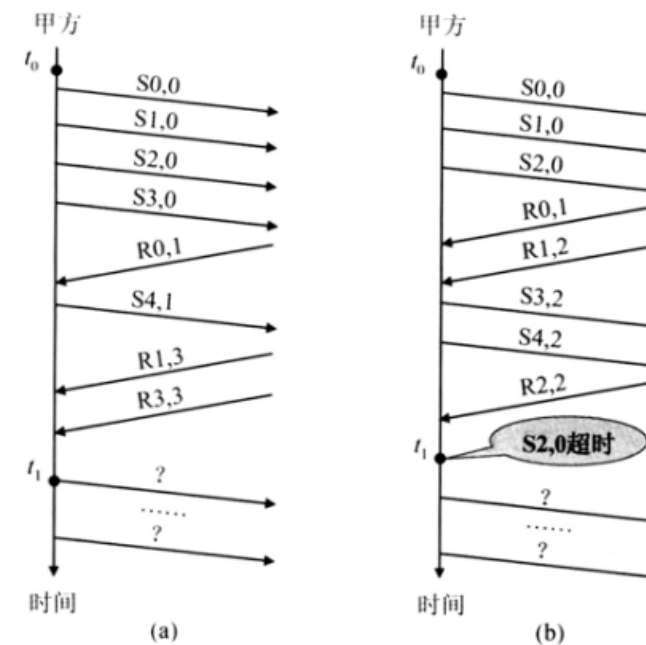 甲方
t₀
S0,0
S1,0
S2,0
S3,0
R0,1
S4,1
R1,3
R3,3
t₁
?
……
?
时间
(a)
甲方
t₀
S0,0
S1,0
S2,0
R0,1
R1,2
S3,2
S4,2
R2,2
t₁
S2,0超时
?
……
?
时间
(b)